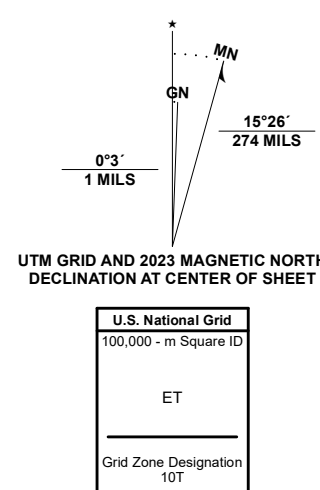 ★
MN
GN
15°26´
274 MILS
0°3´
1 MILS
UTM GRID AND 2023 MAGNETIC NORTH
DECLINATION AT CENTER OF SHEET
U.S. National Grid
100,000 - m Square ID
ET
Grid Zone Designation
10T